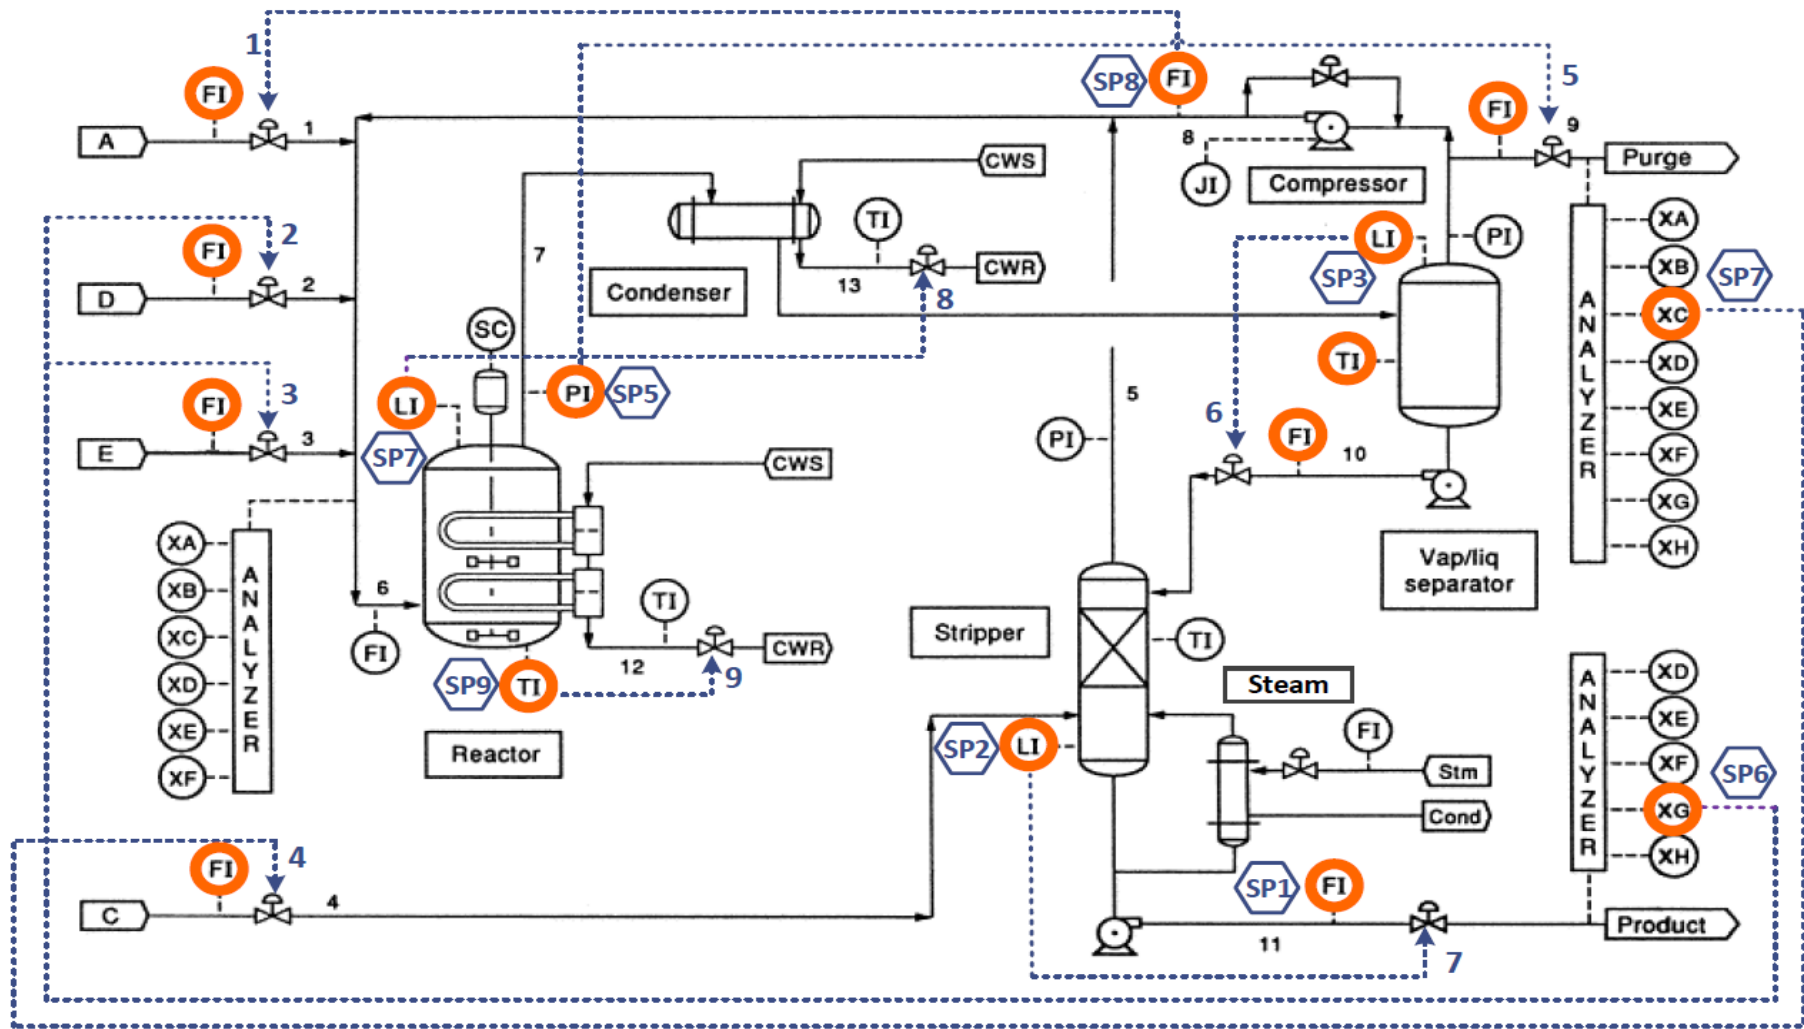 1
5
SP8
FI
FI
FI
A
1
8
9
CWS
JI
Compressor
Purge
2
FI
TI
LI
PI
XA
D
2
7
Condenser
13
CWR
8
SP3
XB
SP7
ANALYZER
XC
SC
3
FI
LI
PI
SP5
5
TI
XD
6
FI
XE
E
3
SP7
CWS
PI
10
XF
XG
XH
XA
XB
XC
XD
XE
XF
ANALYZER
6
FI
TI
12
CWR
9
SP9
TI
Reactor
Stripper
TI
Vap/liq
separator
Steam
SP2
LI
FI
Stm
Cond
ANALYZER
XD
XE
XF
SP6
XG
XH
FI
4
C
4
SP1
FI
11
7
Product